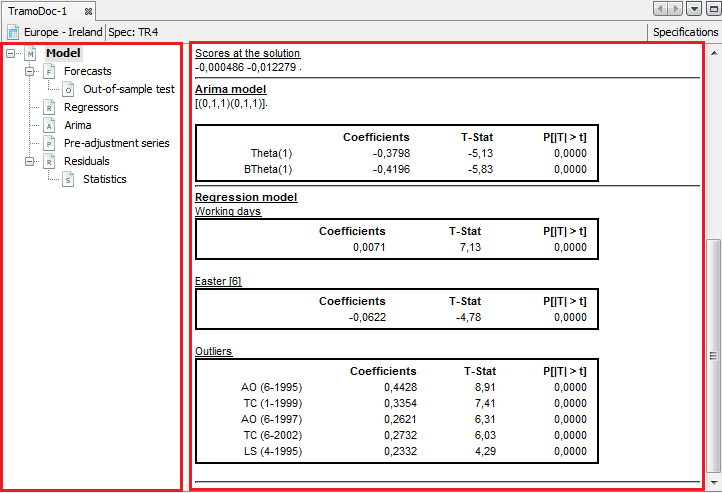 TramoDoc-1
Europe - Ireland Spec: TR4 Specifications
M Model
F Forecasts
O Out-of-sample test
R Regressors
A Arima
P Pre-adjustment series
R Residuals
S Statistics
Scores at the solution
-0,000486 -0,012279 .
Arima model
[(0,1,1)(0,1,1)].
Coefficients T-Stat P[|T| > t]
Theta(1) -0,3798 -5,13 0,0000
BTheta(1) -0,4196 -5,83 0,0000
Regression model
Working days
Coefficients T-Stat P[|T| > t]
0,0071 7,13 0,0000
Easter [6]
Coefficients T-Stat P[|T| > t]
-0,0622 -4,78 0,0000
Outliers
Coefficients T-Stat P[|T| > t]
AO (6-1995) 0,4428 8,91 0,0000
TC (1-1999) 0,3354 7,41 0,0000
AO (6-1997) 0,2621 6,31 0,0000
TC (6-2002) 0,2732 6,03 0,0000
LS (4-1995) 0,2332 4,29 0,0000